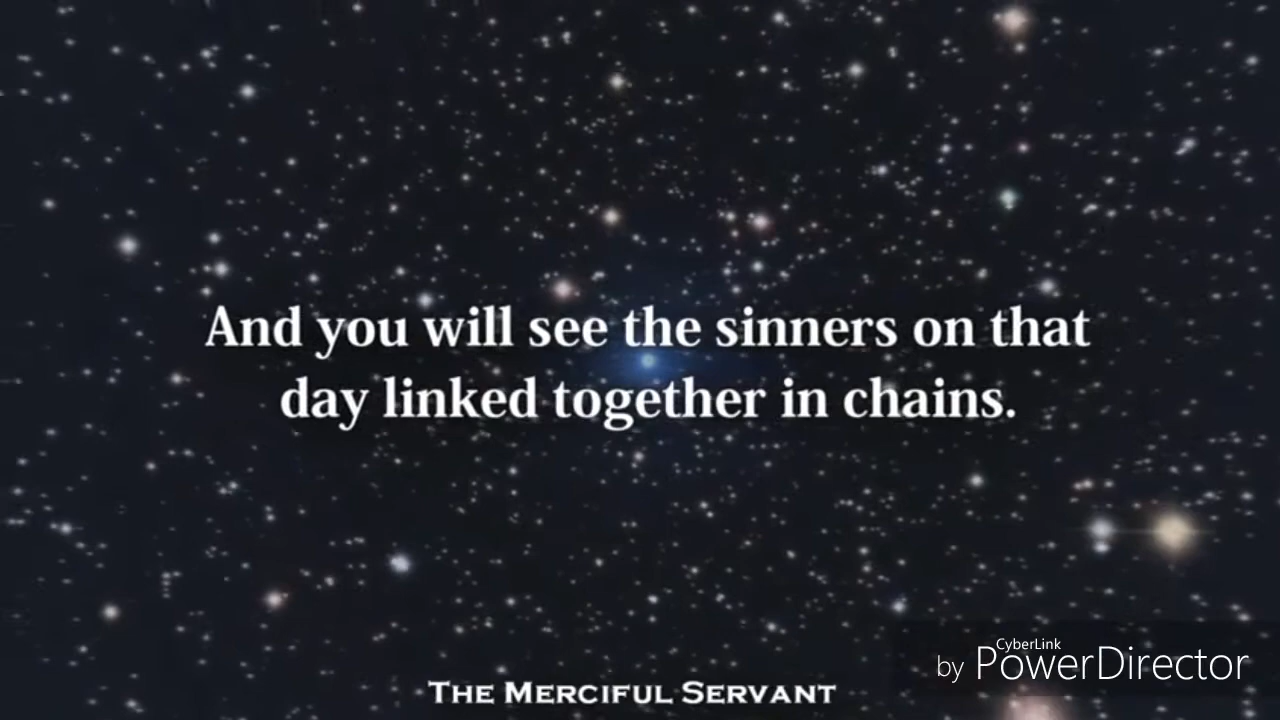 And you will see the sinners on that
day linked together in chains.
CyberLink
by PowerDirector
The Merciful Servant